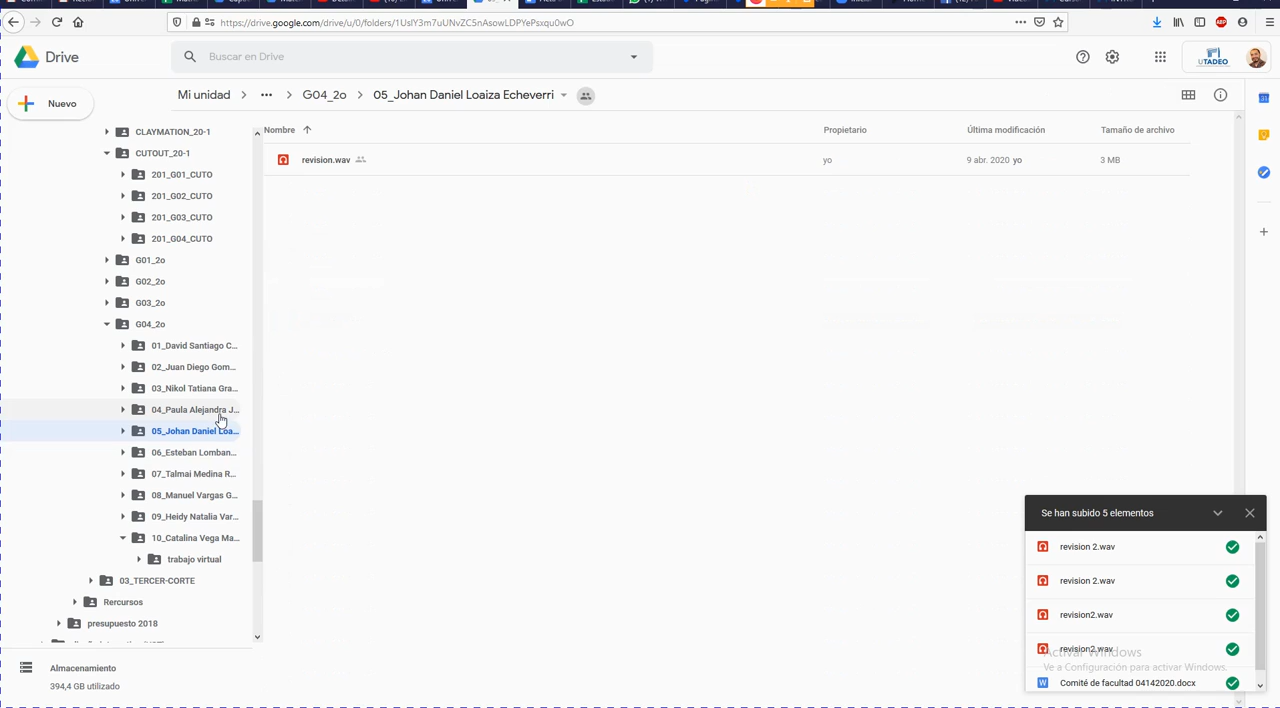 https://drive.google.com/drive/u/0/folders/1UslY3m7uUNvZC5nAsowLDPYePsxqu0wO
Drive
Buscar en Drive
UTADEO
Nuevo
Mi unidad > ... > G04_2o > 05_Johan Daniel Loaiza Echeverri
Nombre
Propietario
Última modificación
Tamaño de archivo
revision.wav
yo
9 abr. 2020 yo
3 MB
CLAYMATION_20-1
CUTOUT_20-1
201_G01_CUTO
201_G02_CUTO
201_G03_CUTO
201_G04_CUTO
G01_2o
G02_2o
G03_2o
G04_2o
01_David Santiago C...
02_Juan Diego Gom...
03_Nikol Tatiana Gra...
04_Paula Alejandra J...
05_Johan Daniel Loa...
06_Esteban Lomban...
07_Talmai Medina R...
08_Manuel Vargas G...
09_Heidy Natalia Var...
10_Catalina Vega Ma...
trabajo virtual
03_TERCER-CORTE
Rercursos
presupuesto 2018
Almacenamiento
394,4 GB utilizado
Se han subido 5 elementos
revision 2.wav
revision 2.wav
revision2.wav
revision2.wav
Comité de facultad 04142020.docx
Activar Windows
Ve a Configuración para activar Windows.